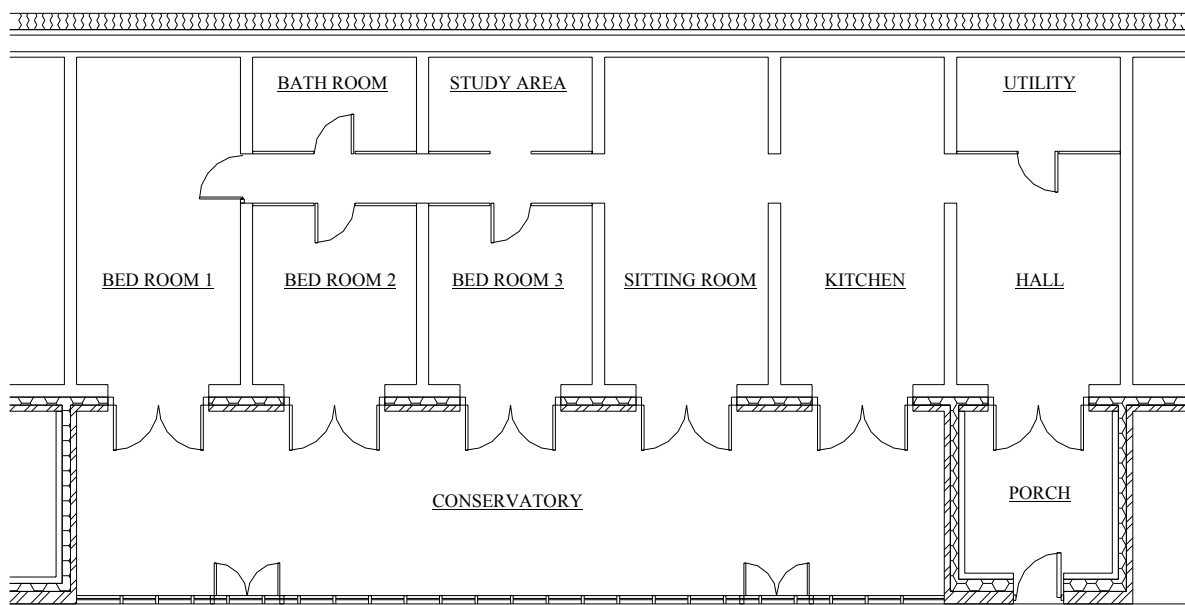 BATH ROOM
STUDY AREA
UTILITY
BED ROOM 1
BED ROOM 2
BED ROOM 3
SITTING ROOM
KITCHEN
HALL
CONSERVATORY
PORCH